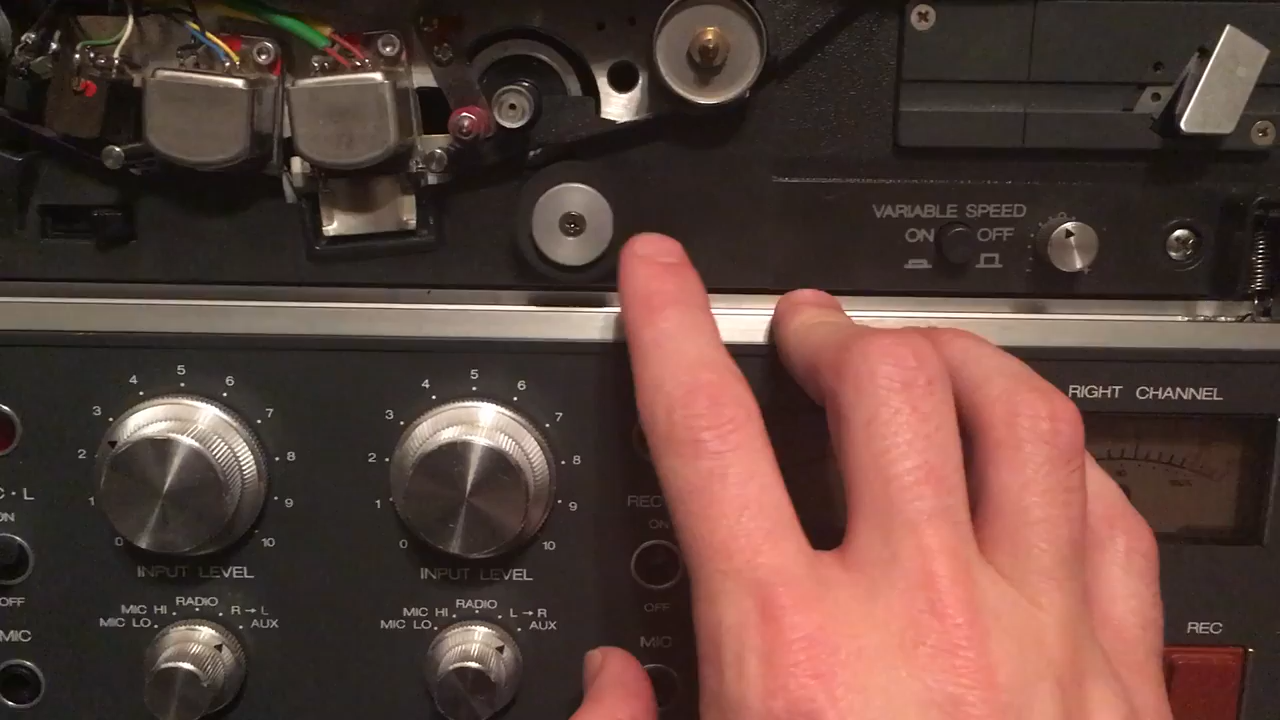 VARIABLE SPEED
ON OFF
RIGHT CHANNEL
4 5 6
3 7
2 8
1 9
0 10
INPUT LEVEL
4 5 6
3 7
2 8
1 9
0 10
INPUT LEVEL
REC
ON
OFF
MIC
L
ON
OFF
MIC
RADIO
MIC HI R→L
MIC LO AUX
RADIO
MIC HI L→R
MIC LO AUX
REC